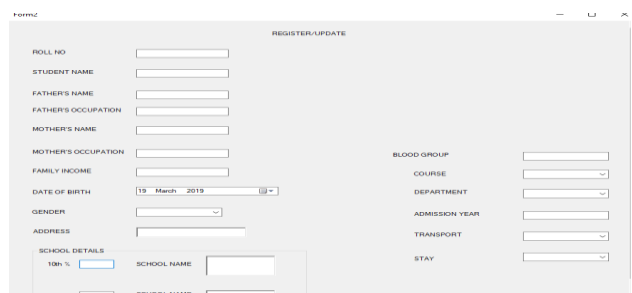 Form2
REGISTER/UPDATE
ROLL NO
STUDENT NAME
FATHER'S NAME
FATHER'S OCCUPATION
MOTHER'S NAME
MOTHER'S OCCUPATION
FAMILY INCOME
DATE OF BIRTH 19 March 2019
GENDER
ADDRESS
BLOOD GROUP
COURSE
DEPARTMENT
ADMISSION YEAR
TRANSPORT
STAY
SCHOOL DETAILS
10th % SCHOOL NAME
SCHOOL NAME